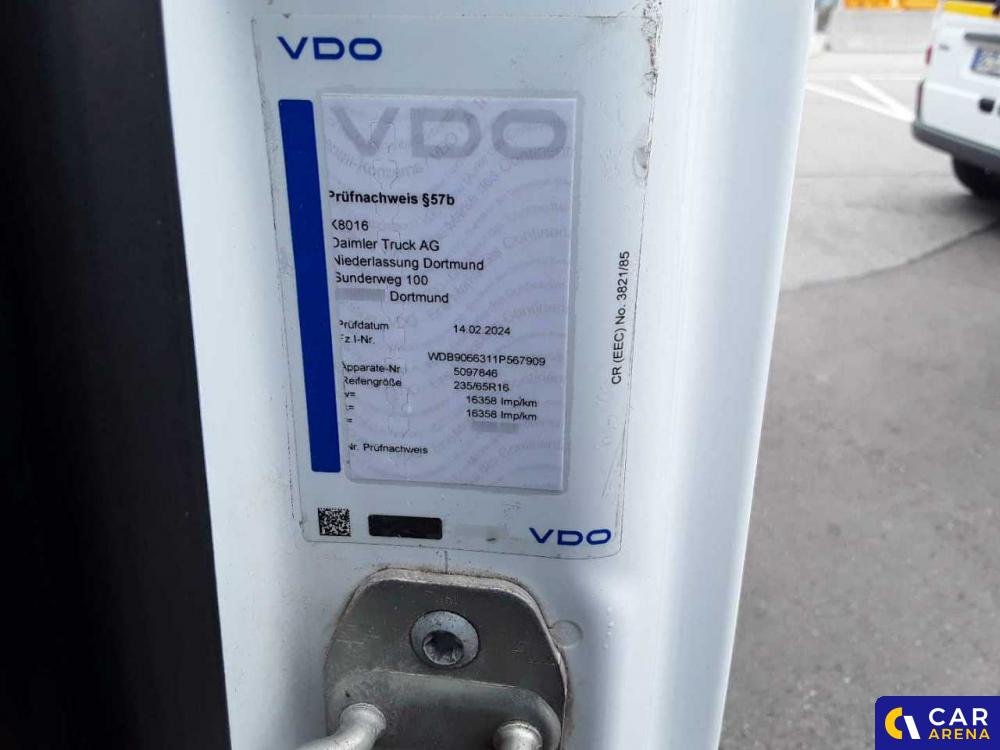 VDO
VDO
Prüfnachweis §57b
K8016
Daimler Truck AG
Niederlassung Dortmund
Sunderweg 100
Dortmund
Prüfdatum 14.02.2024
Fz.I-Nr.
WDB9066311P567909
Apparate-Nr 5097846
Reifengröße 235/65R16
w= 16358 Imp/km
k= 16358 Imp/km
Nr. Prüfnachweis
CR (EEC) No. 3821/85
VDO
CAR
ARENA